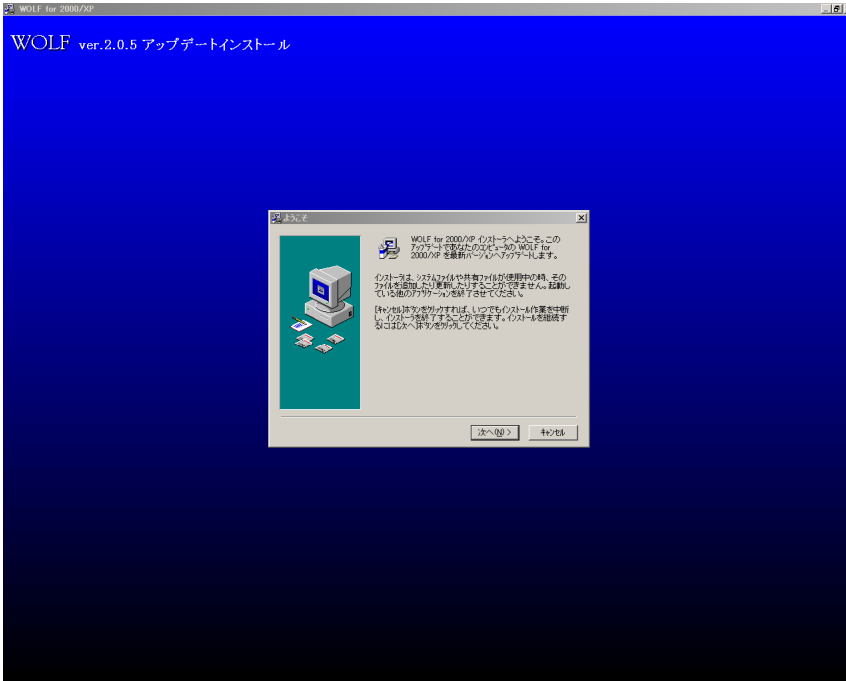 WOLF for 2000/XP
WOLF ver.2.0.5 アップデートインストール
ようこそ
WOLF for 2000/XP インストーラへようこそ。この
アップデートであなたのコンピュータの WOLF for
2000/XP を最新バージョンへアップデートします。
インストーラは、システムファイルや共有ファイルが使用中の時、その
ファイルを追加したり更新したりすることができません。起動し
ている他のアプリケーションを終了させてください。
[キャンセル]ボタンをクリックすれば、いつでもインストール作業を中断
し、インストーラを終了することができます。インストールを継続す
るには[次へ]ボタンをクリックしてください。
次へ(N) >
キャンセル